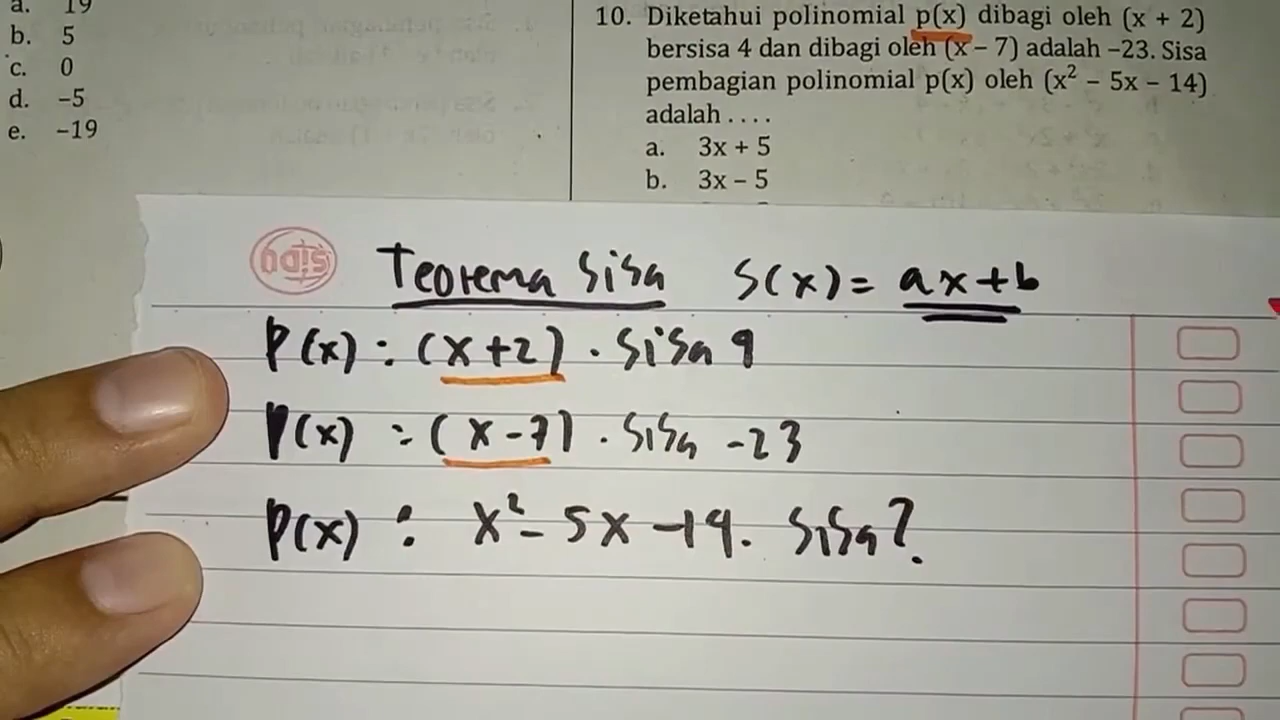 a. 19
b. 5
c. 0
d. –5
e. –19
10. Diketahui polinomial p(x) dibagi oleh (x + 2)
bersisa 4 dan dibagi oleh (x – 7) adalah –23. Sisa
pembagian polinomial p(x) oleh (x² – 5x – 14)
adalah . . . .
a. 3x + 5
b. 3x – 5
SIDU
Teorema Sisa S(x) = ax+b
P(x) : (x+2) . Sisa 4
P(x) : (x-7) . Sisa -23
P(x) : x² - 5x - 14. Sisa?